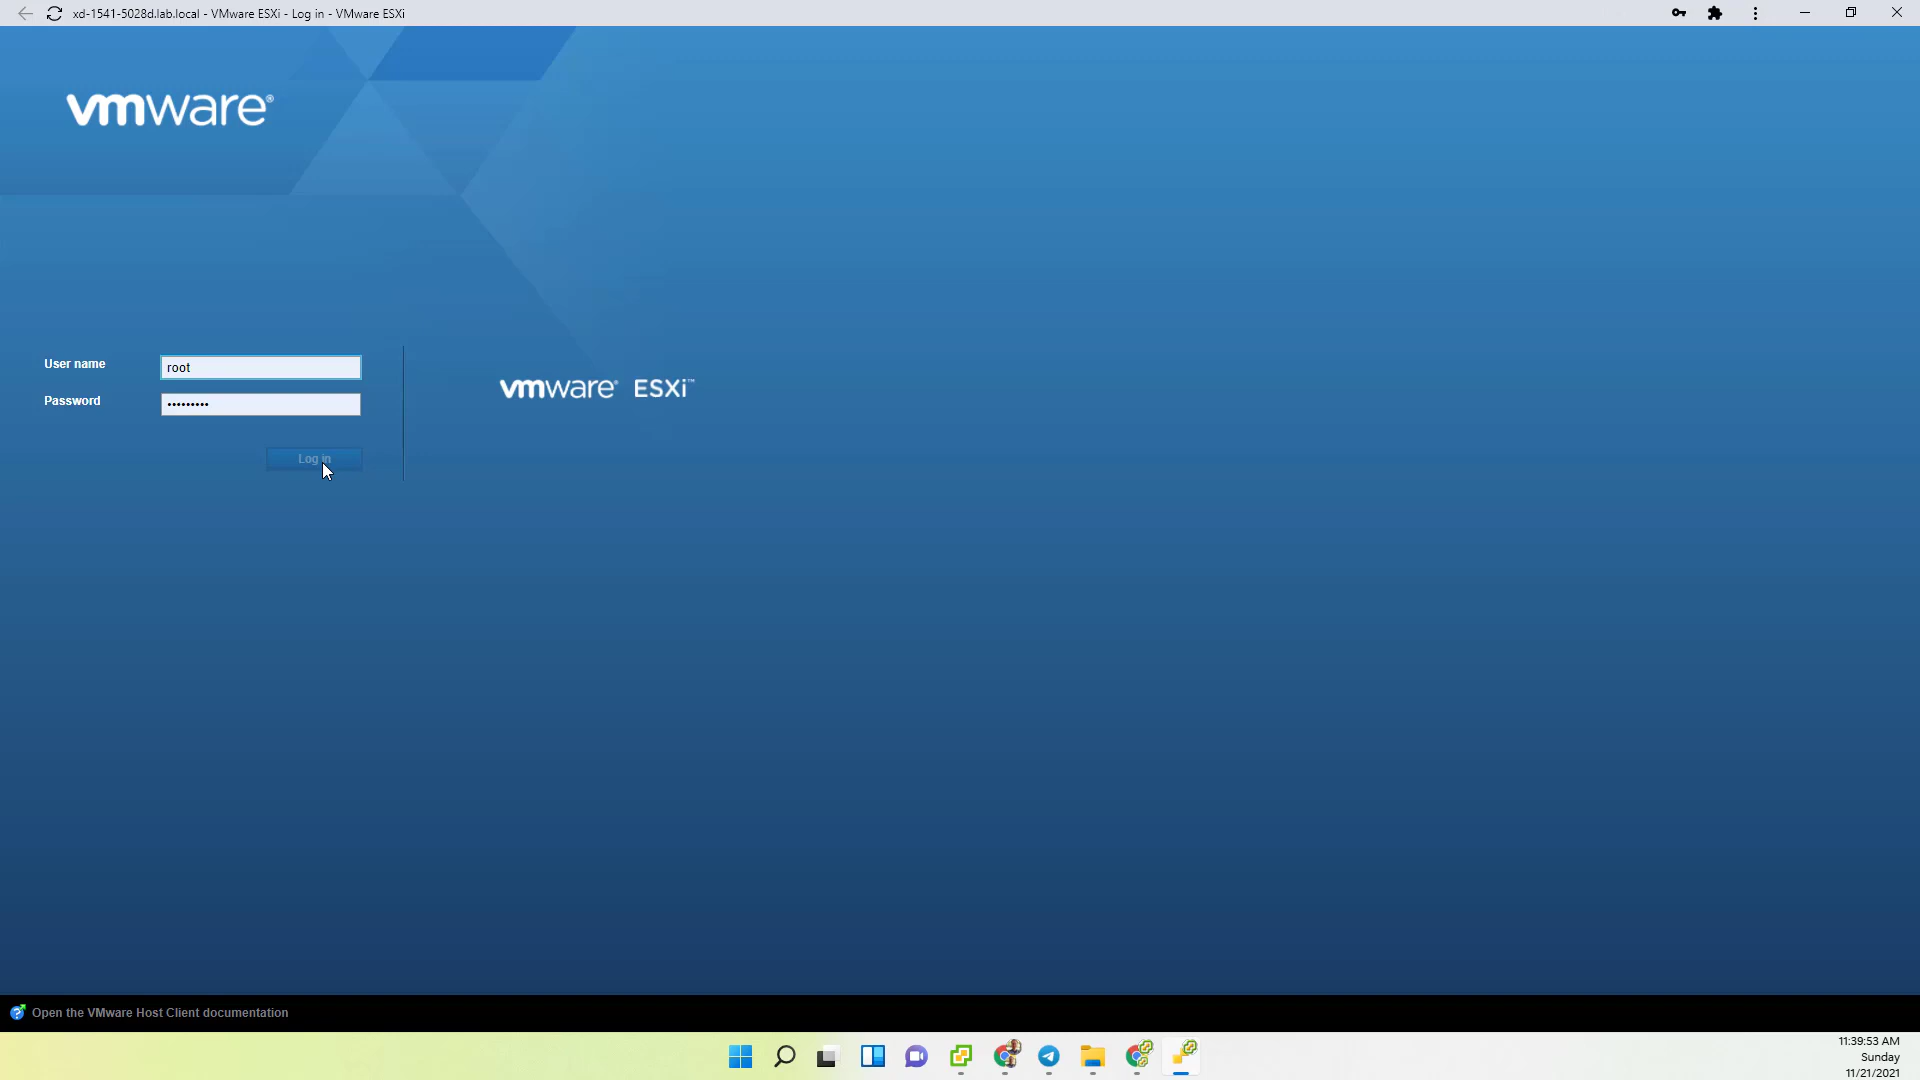 xd-1541-5028d.lab.local - VMware ESXi - Log in - VMware ESXi
vmware®
User name
root
Password
•••••••••
Log in
vmware® ESXi™
Open the VMware Host Client documentation
11:39:53 AM
Sunday
11/21/2021